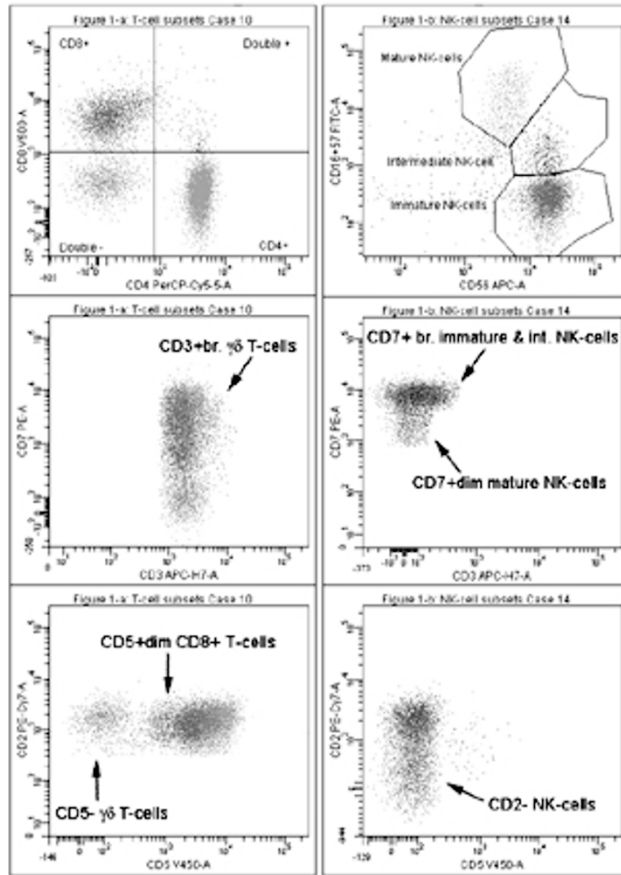 Figure 1-a: T-cell subsets Case 10
CD8+
Double +
Double -
CD4+
CD8 V500-A
CD4 PerCP-Cy5-5-A
Figure 1-b: NK-cell subsets Case 14
Mature NK-cells
Intermediate NK-cell
Immature NK-cells
CD16+57 FITC-A
CD56 APC-A
Figure 1-a: T-cell subsets Case 10
CD3+br. γδ T-cells
CD7 PE-A
CD3 APC-H7-A
Figure 1-b: NK-cell subsets Case 14
CD7+ br. immature & int. NK-cells
CD7+dim mature NK-cells
CD7 PE-A
CD3 APC-H7-A
Figure 1-a: T-cell subsets Case 10
CD5+dim CD8+ T-cells
CD5- γδ T-cells
CD2 PE-Cy7-A
CD5 V450-A
Figure 1-b: NK-cell subsets Case 14
CD2- NK-cells
CD2 PE-Cy7-A
CD5 V450-A